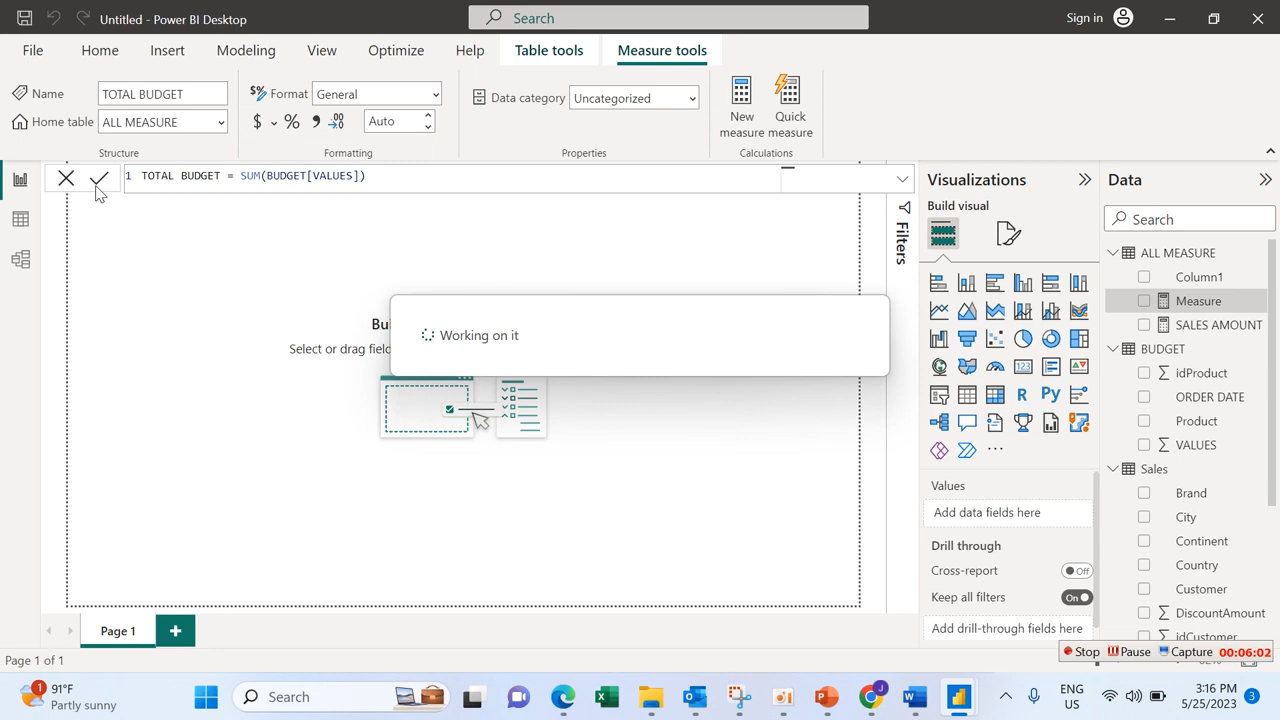 Untitled - Power BI Desktop
Search
Sign in
File
Home
Insert
Modeling
View
Optimize
Help
Table tools
Measure tools
Name
TOTAL BUDGET
Home table
ALL MEASURE
Structure
Format
General
$
%
Auto
Formatting
Data category
Uncategorized
Properties
New measure
Quick measure
Calculations
1 TOTAL BUDGET = SUM(BUDGET[VALUES])
Bu
Select or drag field
Working on it
Filters
Visualizations
Build visual
R
Py
Values
Add data fields here
Drill through
Cross-report
Off
Keep all filters
On
Add drill-through fields here
Data
Search
ALL MEASURE
Column1
Measure
SALES AMOUNT
BUDGET
idProduct
ORDER DATE
Product
VALUES
Sales
Brand
City
Continent
Country
Customer
DiscountAmount
idCustomer
Page 1
Page 1 of 1
Stop
Pause
Capture
00:06:02
1
91°F
Partly sunny
Search
ENG
US
3:16 PM
5/25/2023
3